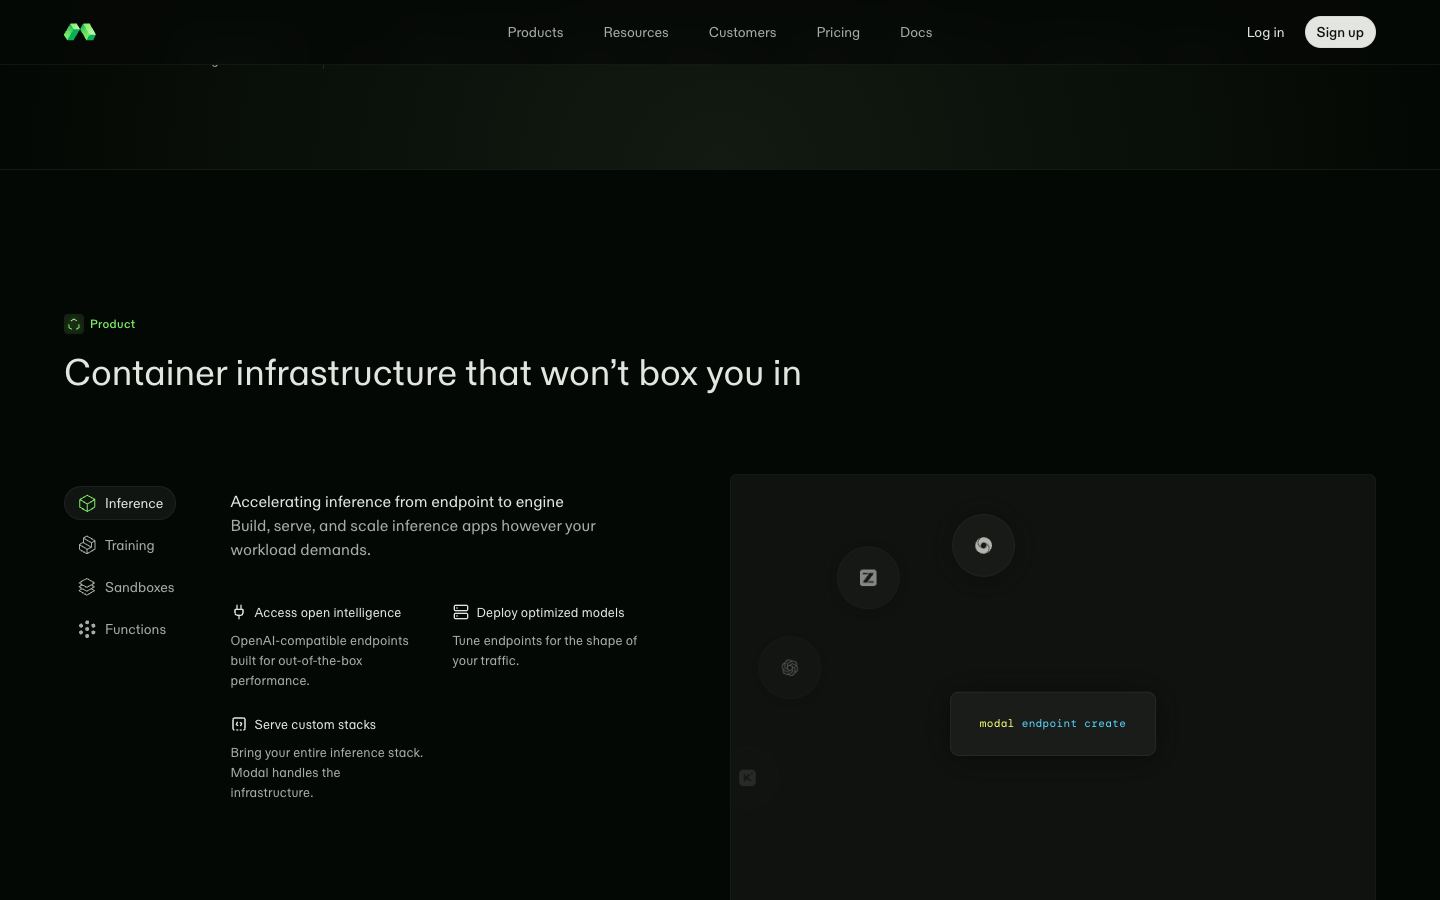 Products
Resources
Customers
Pricing
Docs
Log in
Sign up
Product
Container infrastructure that won’t box you in
Inference
Training
Sandboxes
Functions
Accelerating inference from endpoint to engine
Build, serve, and scale inference apps however your
workload demands.
Access open intelligence
OpenAI-compatible endpoints
built for out-of-the-box
performance.
Deploy optimized models
Tune endpoints for the shape of
your traffic.
Serve custom stacks
Bring your entire inference stack.
Modal handles the
infrastructure.
modal endpoint create